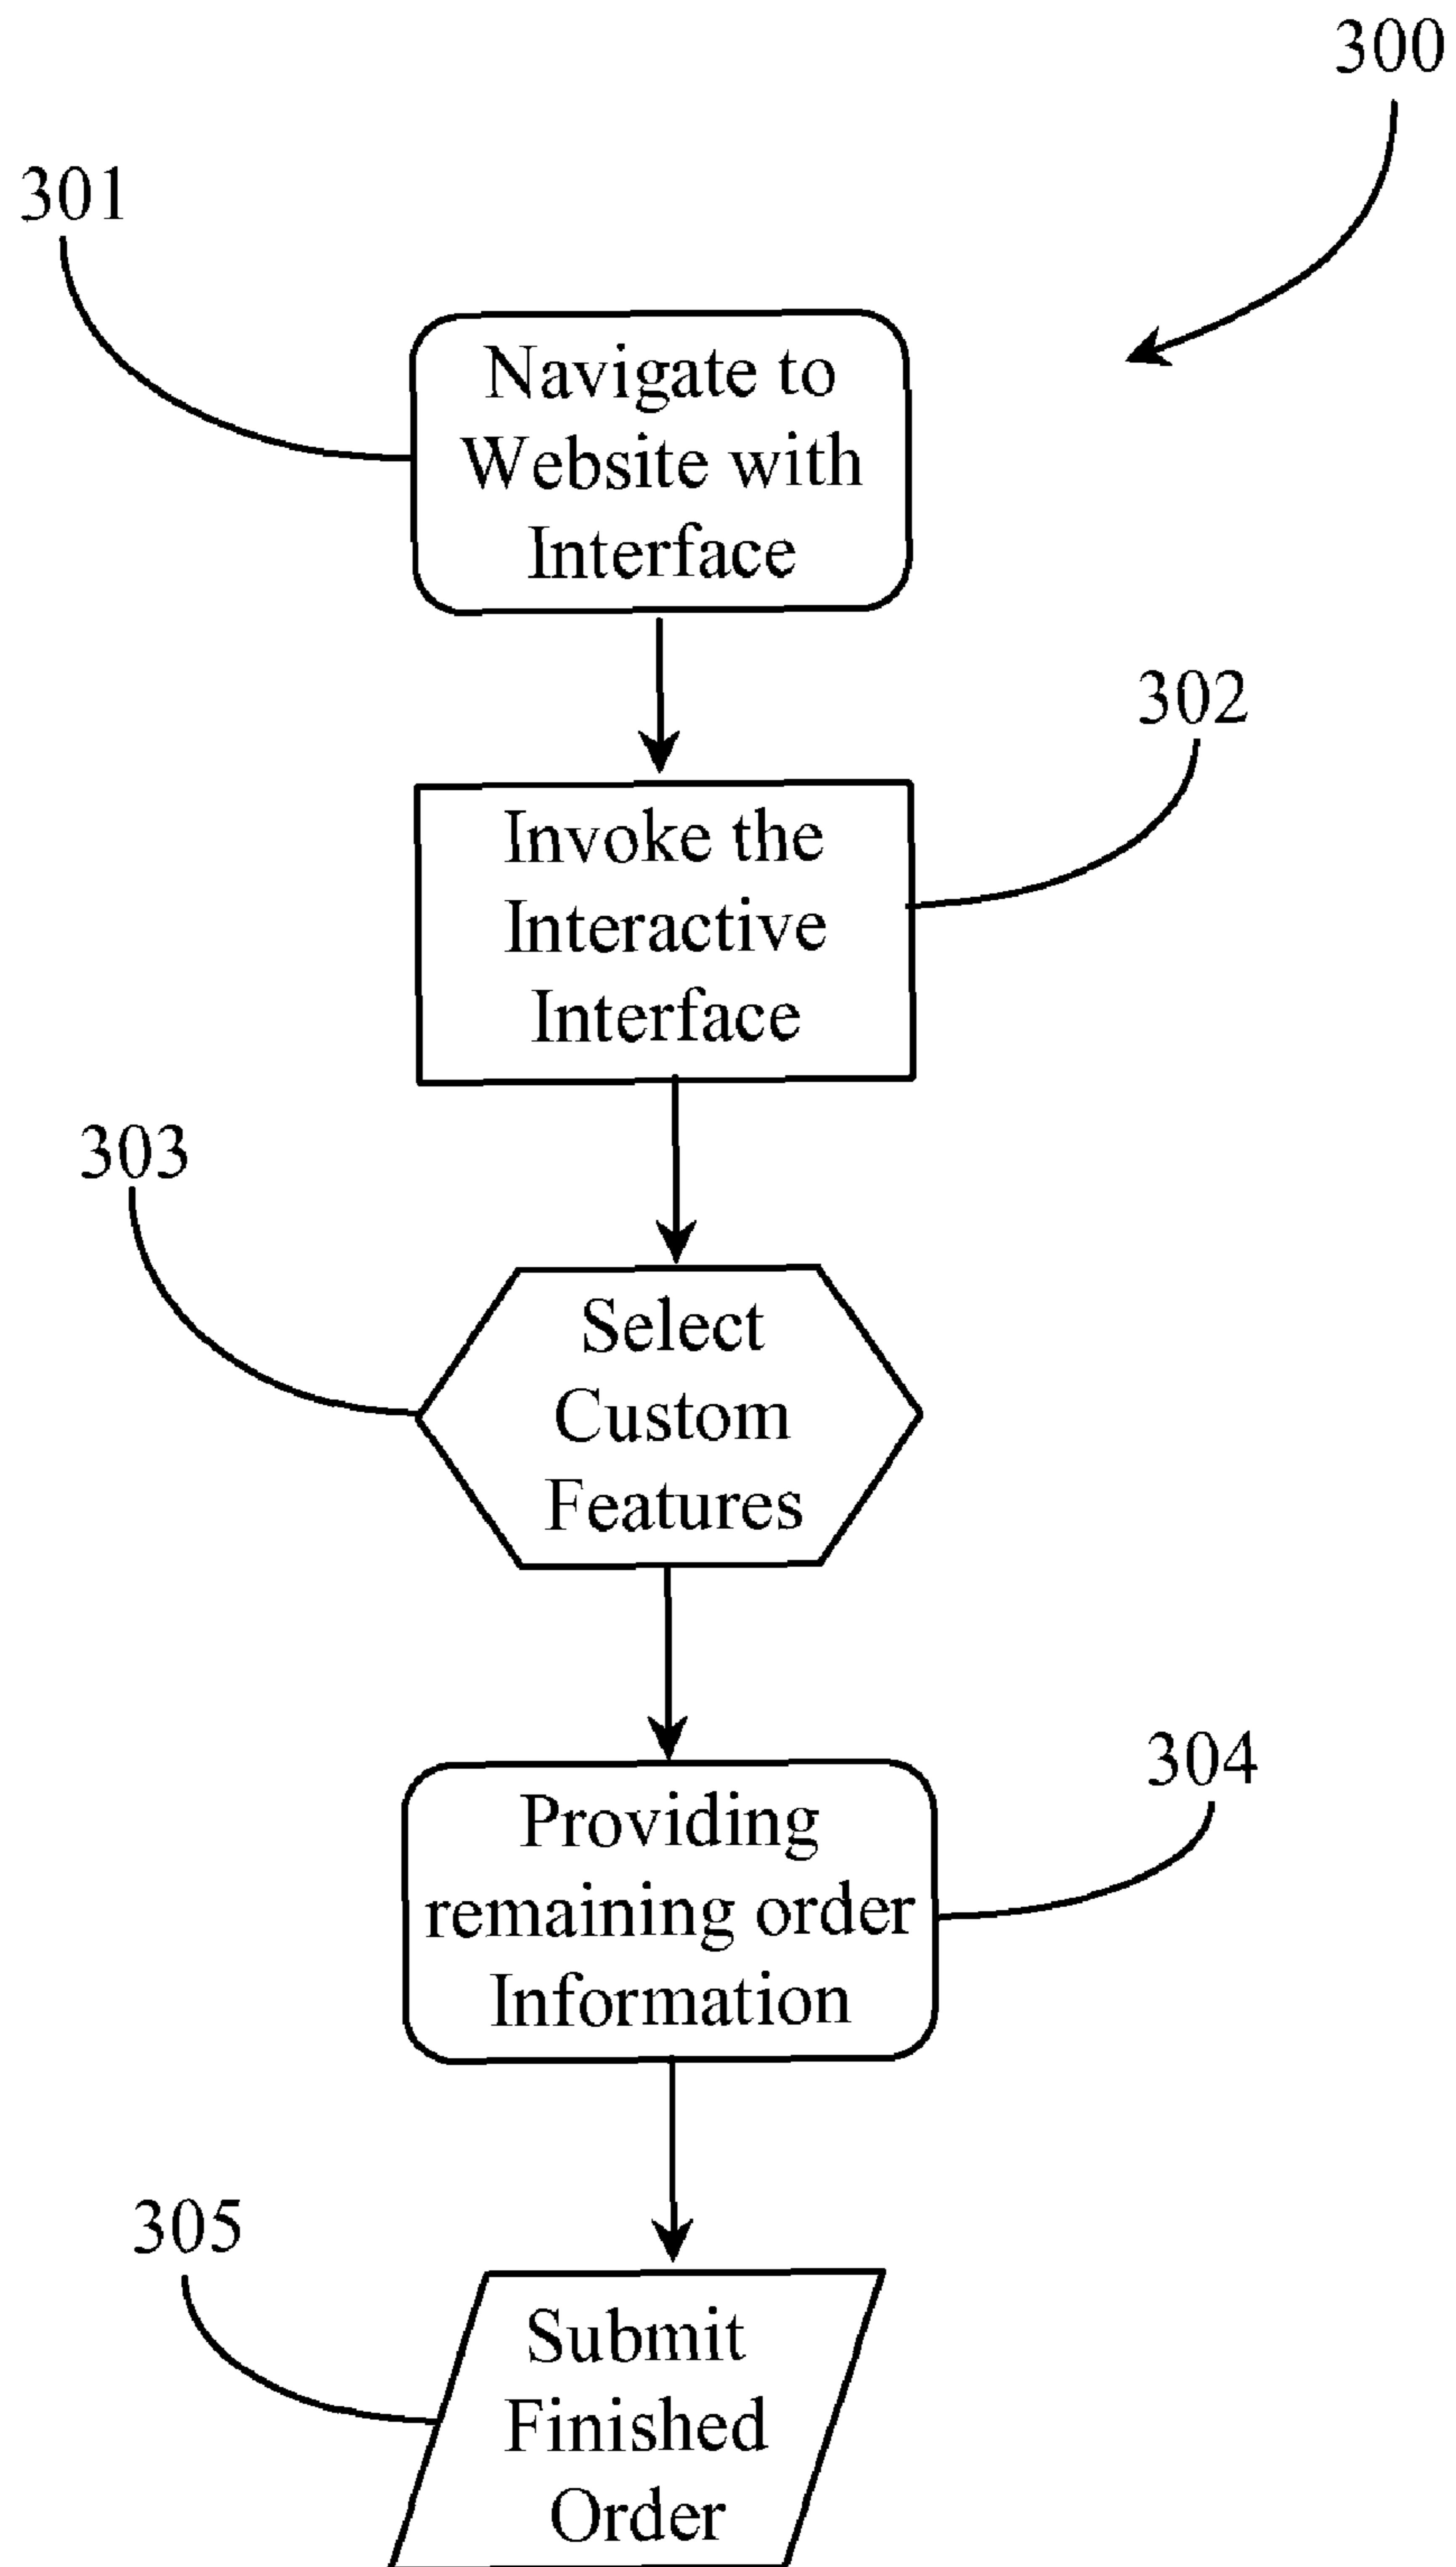 300
301
Navigate to
Website with
Interface
302
Invoke the
Interactive
Interface
303
Select
Custom
Features
304
Providing
remaining order
Information
305
Submit
Finished
Order